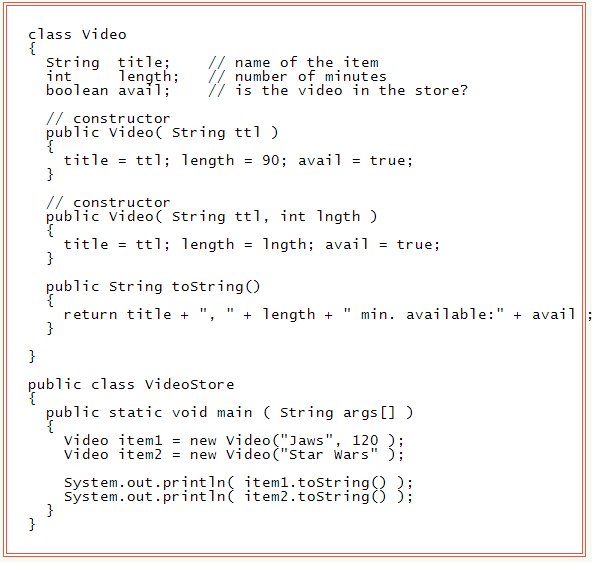 class Video
{
  String  title;    // name of the item
  int     length;   // number of minutes
  boolean avail;    // is the video in the store?

  // constructor
  public Video( String ttl )
  {
    title = ttl; length = 90; avail = true;
  }

  // constructor
  public Video( String ttl, int lngth )
  {
    title = ttl; length = lngth; avail = true;
  }

  public String toString()
  {
    return title + ", " + length + " min. available:" + avail ;
  }

}

public class VideoStore
{
  public static void main ( String args[] )
  {
    Video item1 = new Video("Jaws", 120 );
    Video item2 = new Video("Star Wars" );

    System.out.println( item1.toString() );
    System.out.println( item2.toString() );
  }
}